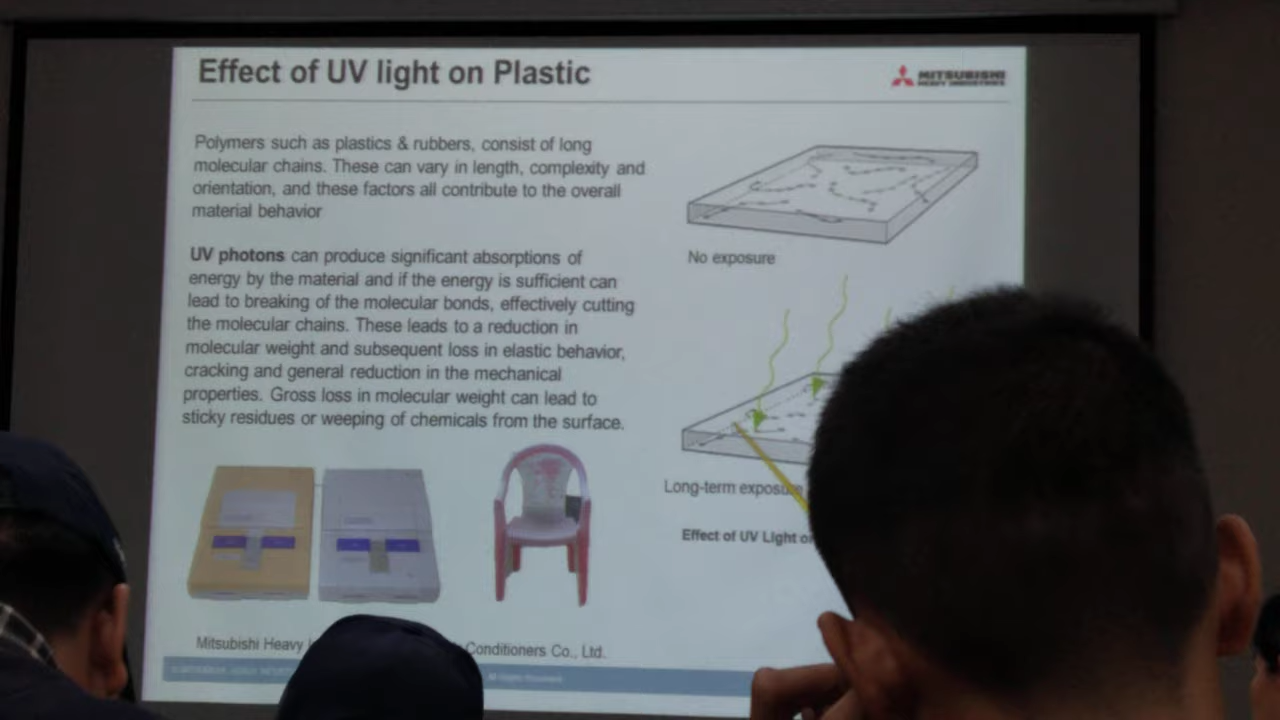 Effect of UV light on Plastic
MITSUBISHI
HEAVY INDUSTRIES
Polymers such as plastics & rubbers, consist of long
molecular chains. These can vary in length, complexity and
orientation, and these factors all contribute to the overall
material behavior
UV photons can produce significant absorptions of
energy by the material and if the energy is sufficient can
lead to breaking of the molecular bonds, effectively cutting
the molecular chains. These leads to a reduction in
molecular weight and subsequent loss in elastic behavior,
cracking and general reduction in the mechanical
properties. Gross loss in molecular weight can lead to
sticky residues or weeping of chemicals from the surface.
No exposure
Long-term exposure
Effect of UV Light
Mitsubishi Heavy
Conditioners Co., Ltd.
All Rights Reserved